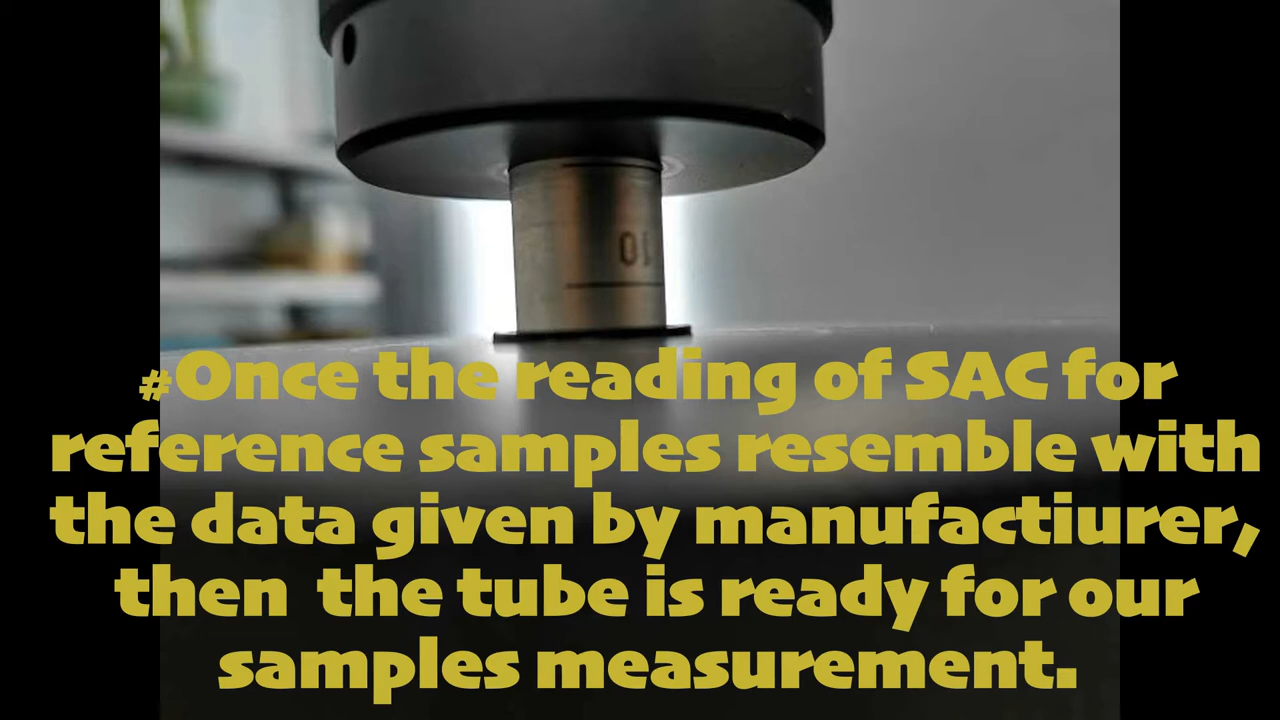 10
#Once the reading of SAC for
reference samples resemble with
the data given by manufactiurer,
then  the tube is ready for our
samples measurement.